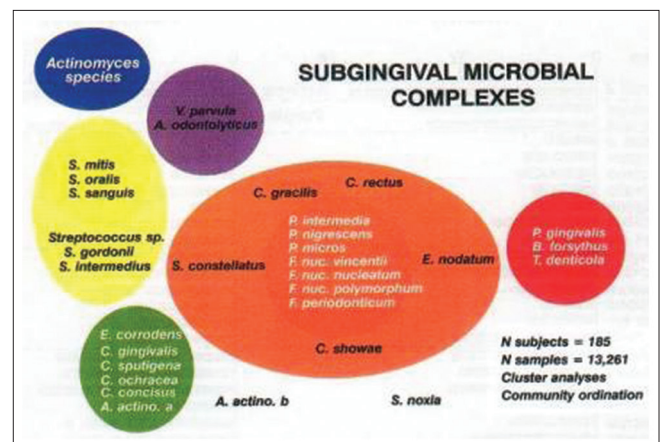 SUBGINGIVAL MICROBIAL
COMPLEXES
Actinomyces
species
V. parvula
A. odontolyticus
S. mitis
S. oralis
S. sanguis
Streptococcus sp.
S. gordonii
S. intermedius
E. corrodens
C. gingivalis
C. sputigena
C. ochracea
C. concisus
A. actino. a
C. gracilis
C. rectus
P. intermedia
P. nigrescens
P. micros
F. nuc. vincentii
F. nuc. nucleatum
F. nuc. polymorphum
F. periodonticum
S. constellatus
E. nodatum
C. showae
P. gingivalis
B. forsythus
T. denticola
A. actino. b
S. noxia
N subjects = 185
N samples = 13,261
Cluster analyses
Community ordination